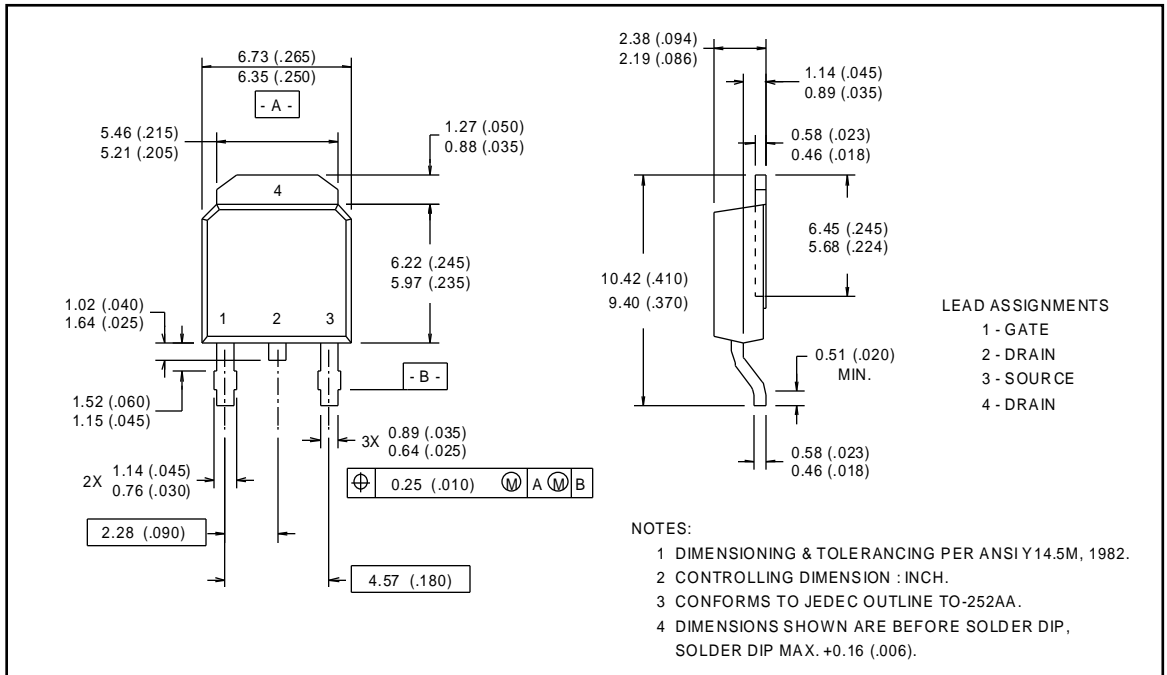 6.73 (.265)
6.35 (.250)
- A -
5.46 (.215)
5.21 (.205)
1.27 (.050)
0.88 (.035)
4
6.22 (.245)
5.97 (.235)
1.02 (.040)
1.64 (.025)
1 2 3
- B -
1.52 (.060)
1.15 (.045)
3X 0.89 (.035)
0.64 (.025)
2X 1.14 (.045)
0.76 (.030)
⌖ 0.25 (.010) Ⓜ A Ⓜ B
2.28 (.090)
4.57 (.180)
2.38 (.094)
2.19 (.086)
1.14 (.045)
0.89 (.035)
0.58 (.023)
0.46 (.018)
6.45 (.245)
5.68 (.224)
10.42 (.410)
9.40 (.370)
0.51 (.020)
MIN.
0.58 (.023)
0.46 (.018)
LEAD ASSIGNMENTS
1 - GATE
2 - DRAIN
3 - SOURCE
4 - DRAIN
NOTES:
1 DIMENSIONING & TOLERANCING PER ANSI Y14.5M, 1982.
2 CONTROLLING DIMENSION : INCH.
3 CONFORMS TO JEDEC OUTLINE TO-252AA.
4 DIMENSIONS SHOWN ARE BEFORE SOLDER DIP,
SOLDER DIP MAX. +0.16 (.006).